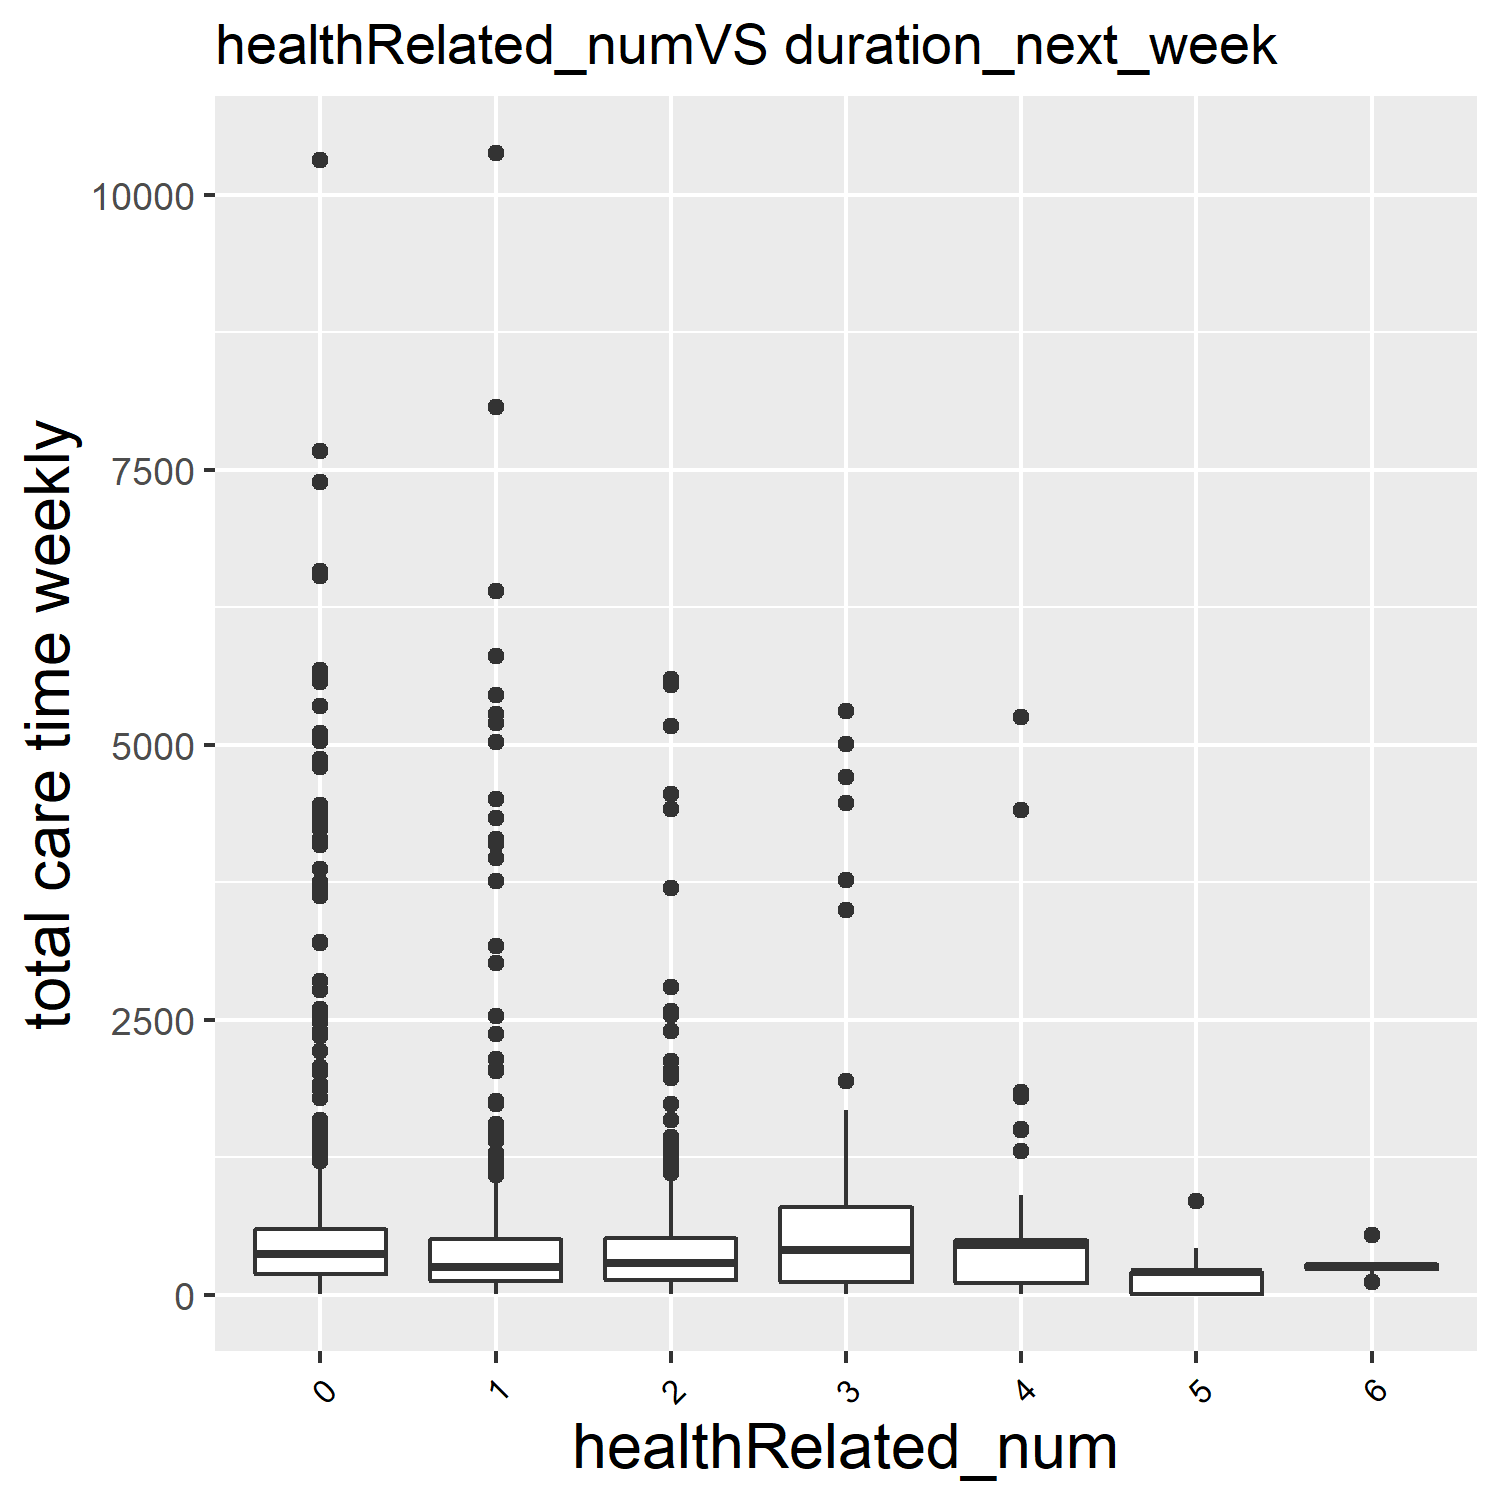 healthRelated_numVS duration_next_week
total care time weekly
10000
7500
5000
2500
0
0 1 2 3 4 5 6
healthRelated_num